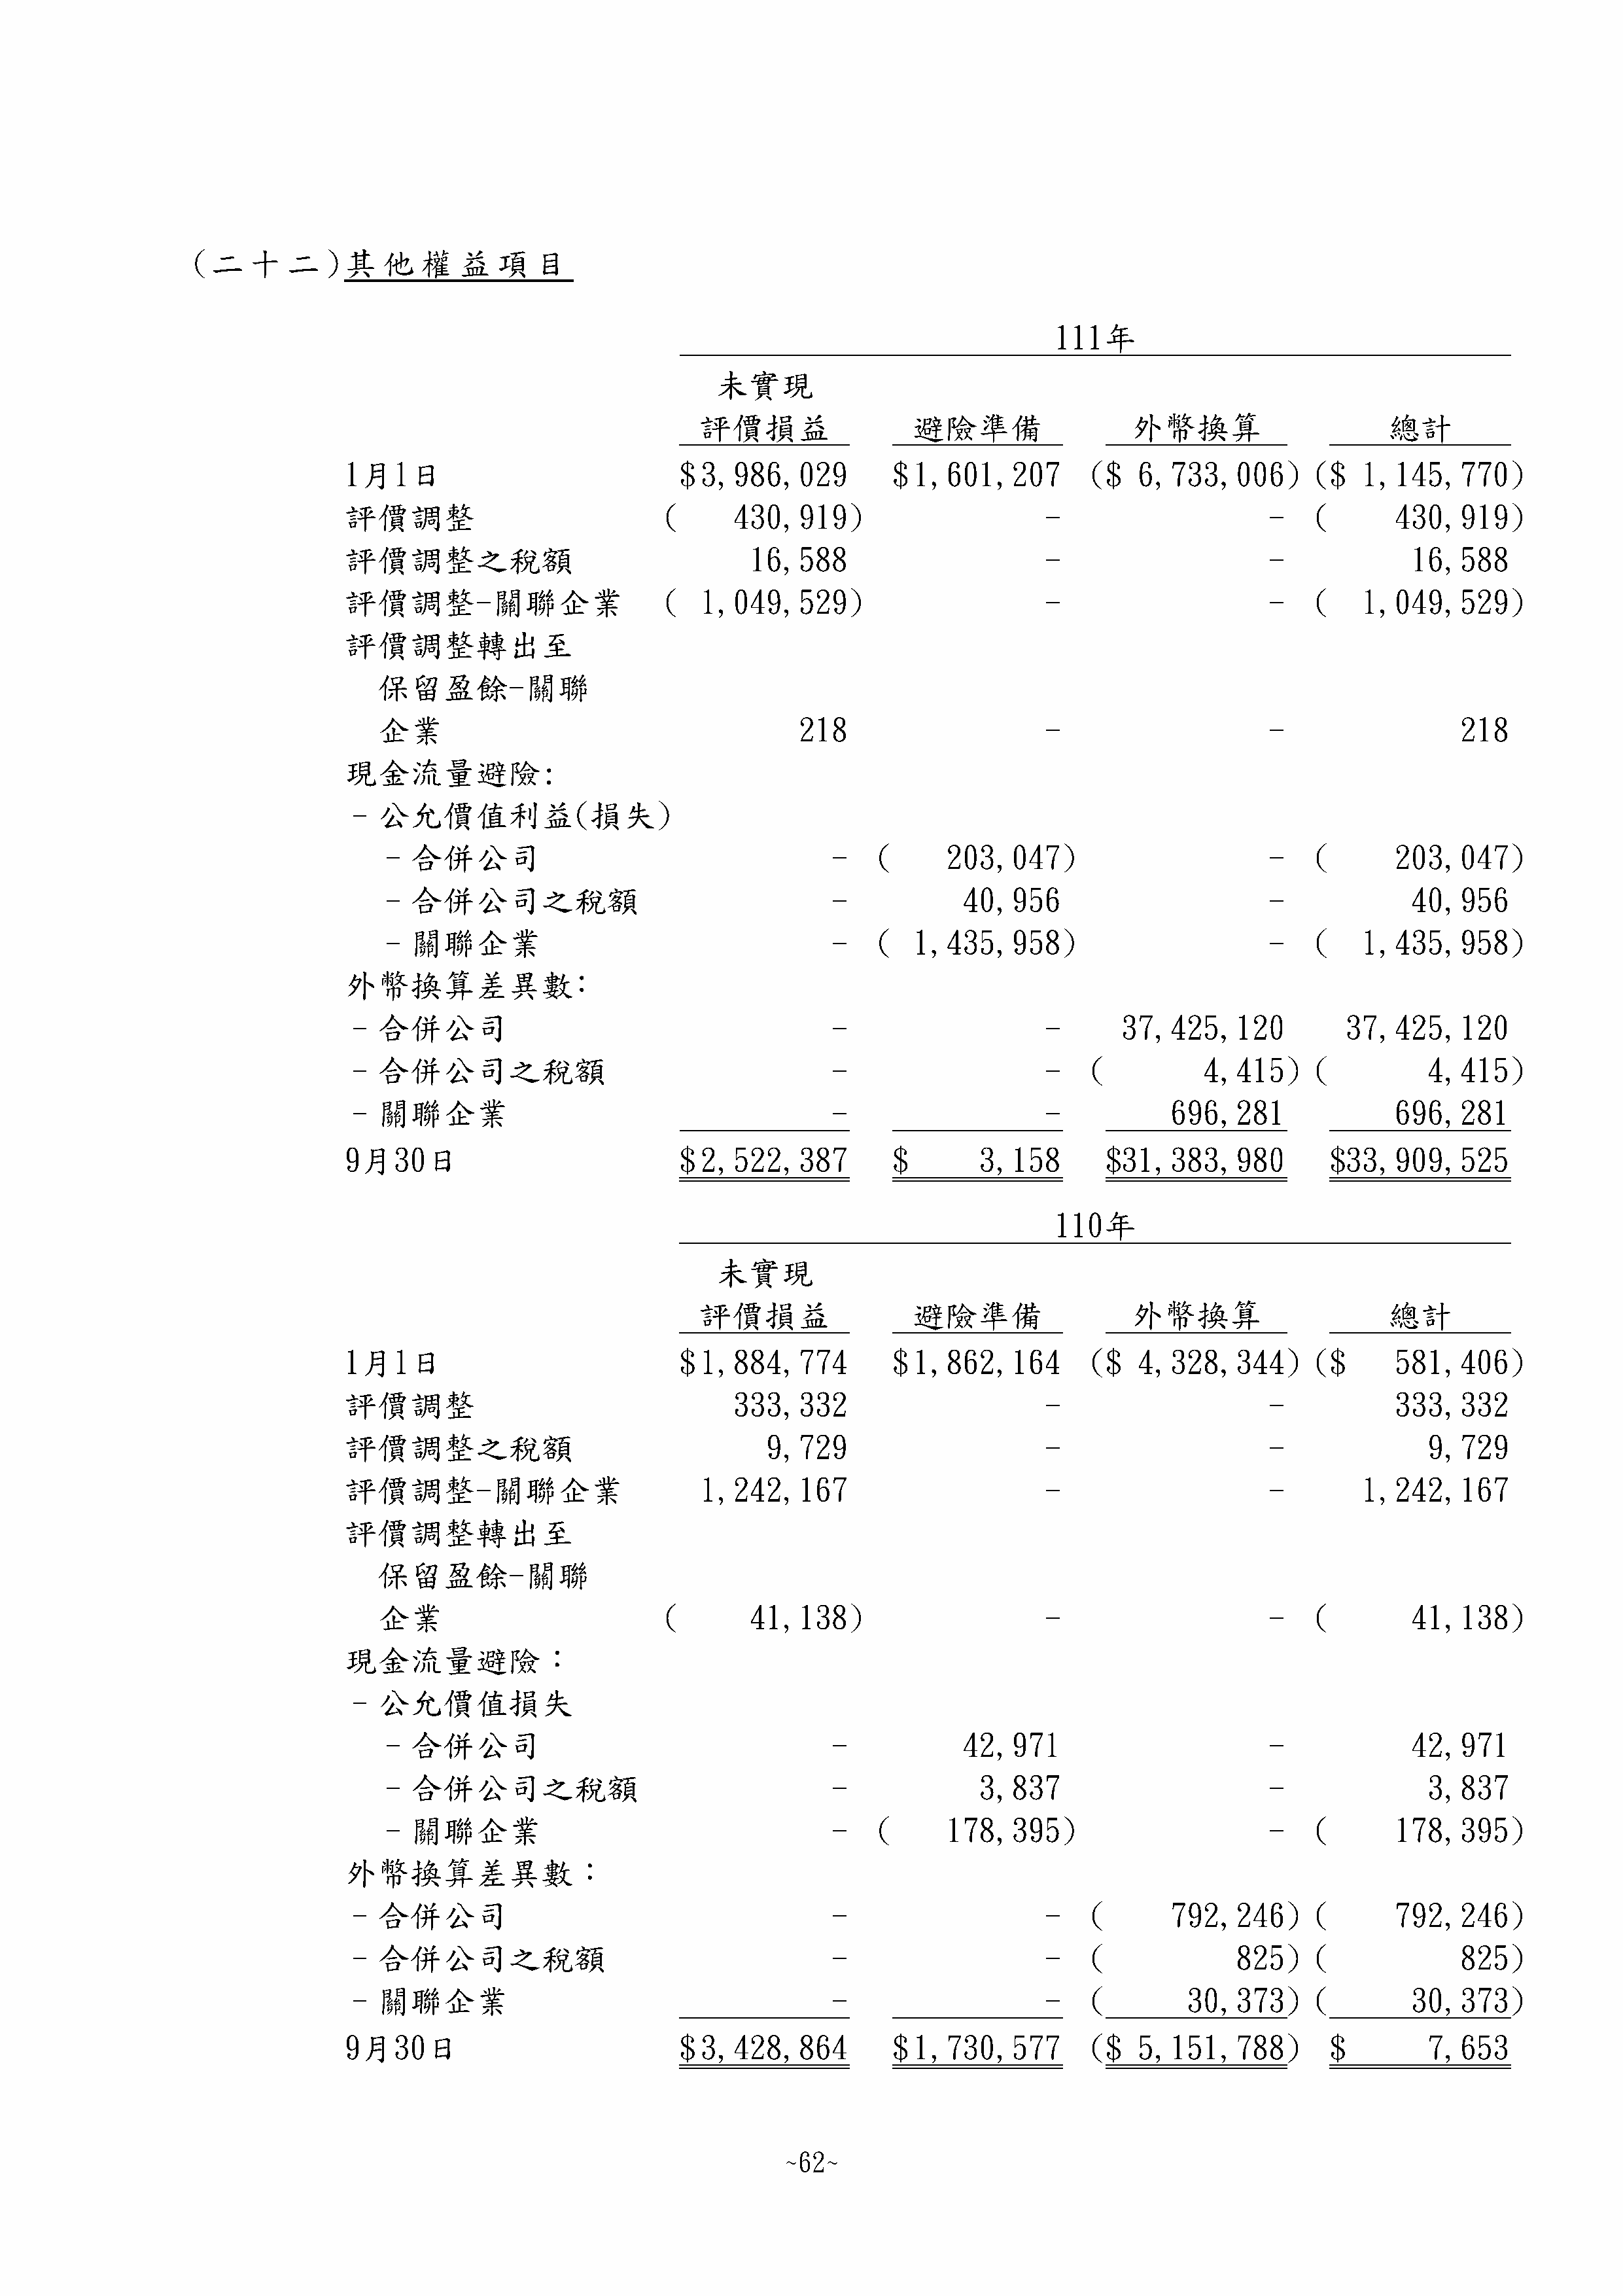 (二十二)其他權益項目
111年
未實現
評價損益 避險準備 外幣換算 總計
1月1日 $3,986,029 $1,601,207 ($ 6,733,006) ($ 1,145,770)
評價調整 ( 430,919) - - ( 430,919)
評價調整之稅額 16,588 - - 16,588
評價調整-關聯企業 ( 1,049,529) - - ( 1,049,529)
評價調整轉出至
保留盈餘-關聯
企業 218 - - 218
現金流量避險:
- 公允價值利益(損失)
- 合併公司 - ( 203,047) - ( 203,047)
- 合併公司之稅額 - 40,956 - 40,956
- 關聯企業 - ( 1,435,958) - ( 1,435,958)
外幣換算差異數:
- 合併公司 - - 37,425,120 37,425,120
- 合併公司之稅額 - - ( 4,415) ( 4,415)
- 關聯企業 - - 696,281 696,281
9月30日 $2,522,387 $ 3,158 $31,383,980 $33,909,525
110年
未實現
評價損益 避險準備 外幣換算 總計
1月1日 $1,884,774 $1,862,164 ($ 4,328,344) ($ 581,406)
評價調整 333,332 - - 333,332
評價調整之稅額 9,729 - - 9,729
評價調整-關聯企業 1,242,167 - - 1,242,167
評價調整轉出至
保留盈餘-關聯
企業 ( 41,138) - - ( 41,138)
現金流量避險：
- 公允價值損失
- 合併公司 - 42,971 - 42,971
- 合併公司之稅額 - 3,837 - 3,837
- 關聯企業 - ( 178,395) - ( 178,395)
外幣換算差異數：
- 合併公司 - - ( 792,246) ( 792,246)
- 合併公司之稅額 - - ( 825) ( 825)
- 關聯企業 - - ( 30,373) ( 30,373)
9月30日 $3,428,864 $1,730,577 ($ 5,151,788) $ 7,653
~62~